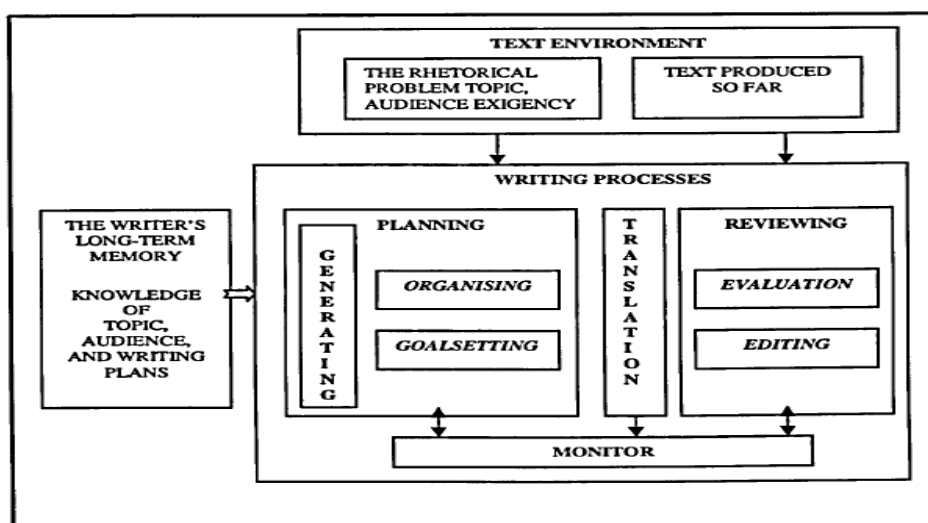 TEXT ENVIRONMENT
THE RHETORICAL
PROBLEM TOPIC,
AUDIENCE EXIGENCY
TEXT PRODUCED
SO FAR
WRITING PROCESSES
THE WRITER'S
LONG-TERM
MEMORY
KNOWLEDGE
OF
TOPIC,
AUDIENCE,
AND WRITING
PLANS
PLANNING
GENERATING
ORGANISING
GOALSETTING
TRANSLATION
REVIEWING
EVALUATION
EDITING
MONITOR